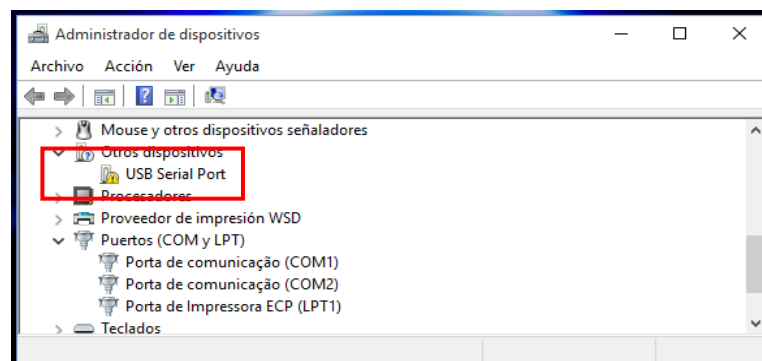 Administrador de dispositivos
Archivo Acción Ver Ayuda
Mouse y otros dispositivos señaladores
Otros dispositivos
USB Serial Port
Procesadores
Proveedor de impresión WSD
Puertos (COM y LPT)
Porta de comunicação (COM1)
Porta de comunicação (COM2)
Porta de Impressora ECP (LPT1)
Teclados